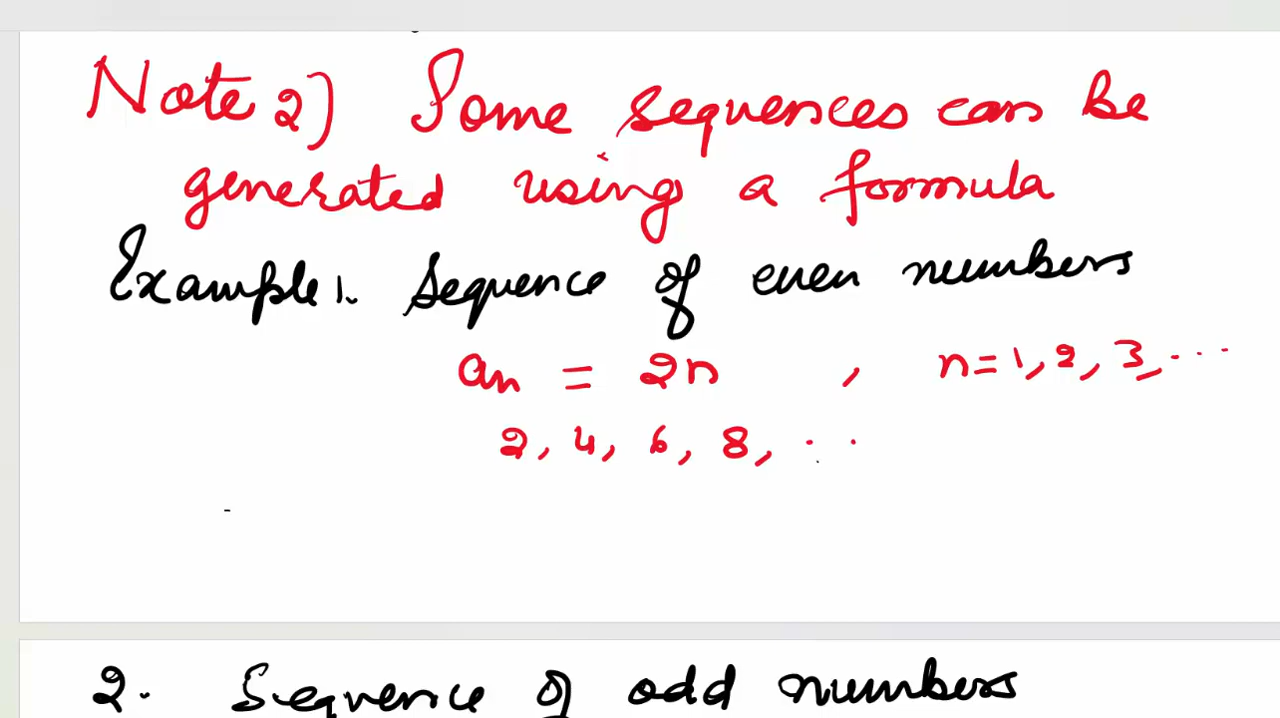 Note 2) Some sequences can be
generated using a formula
Example 1. Sequence of even numbers
an = 2n , n = 1, 2, 3, ...
2, 4, 6, 8, ..
2. Sequence of odd numbers